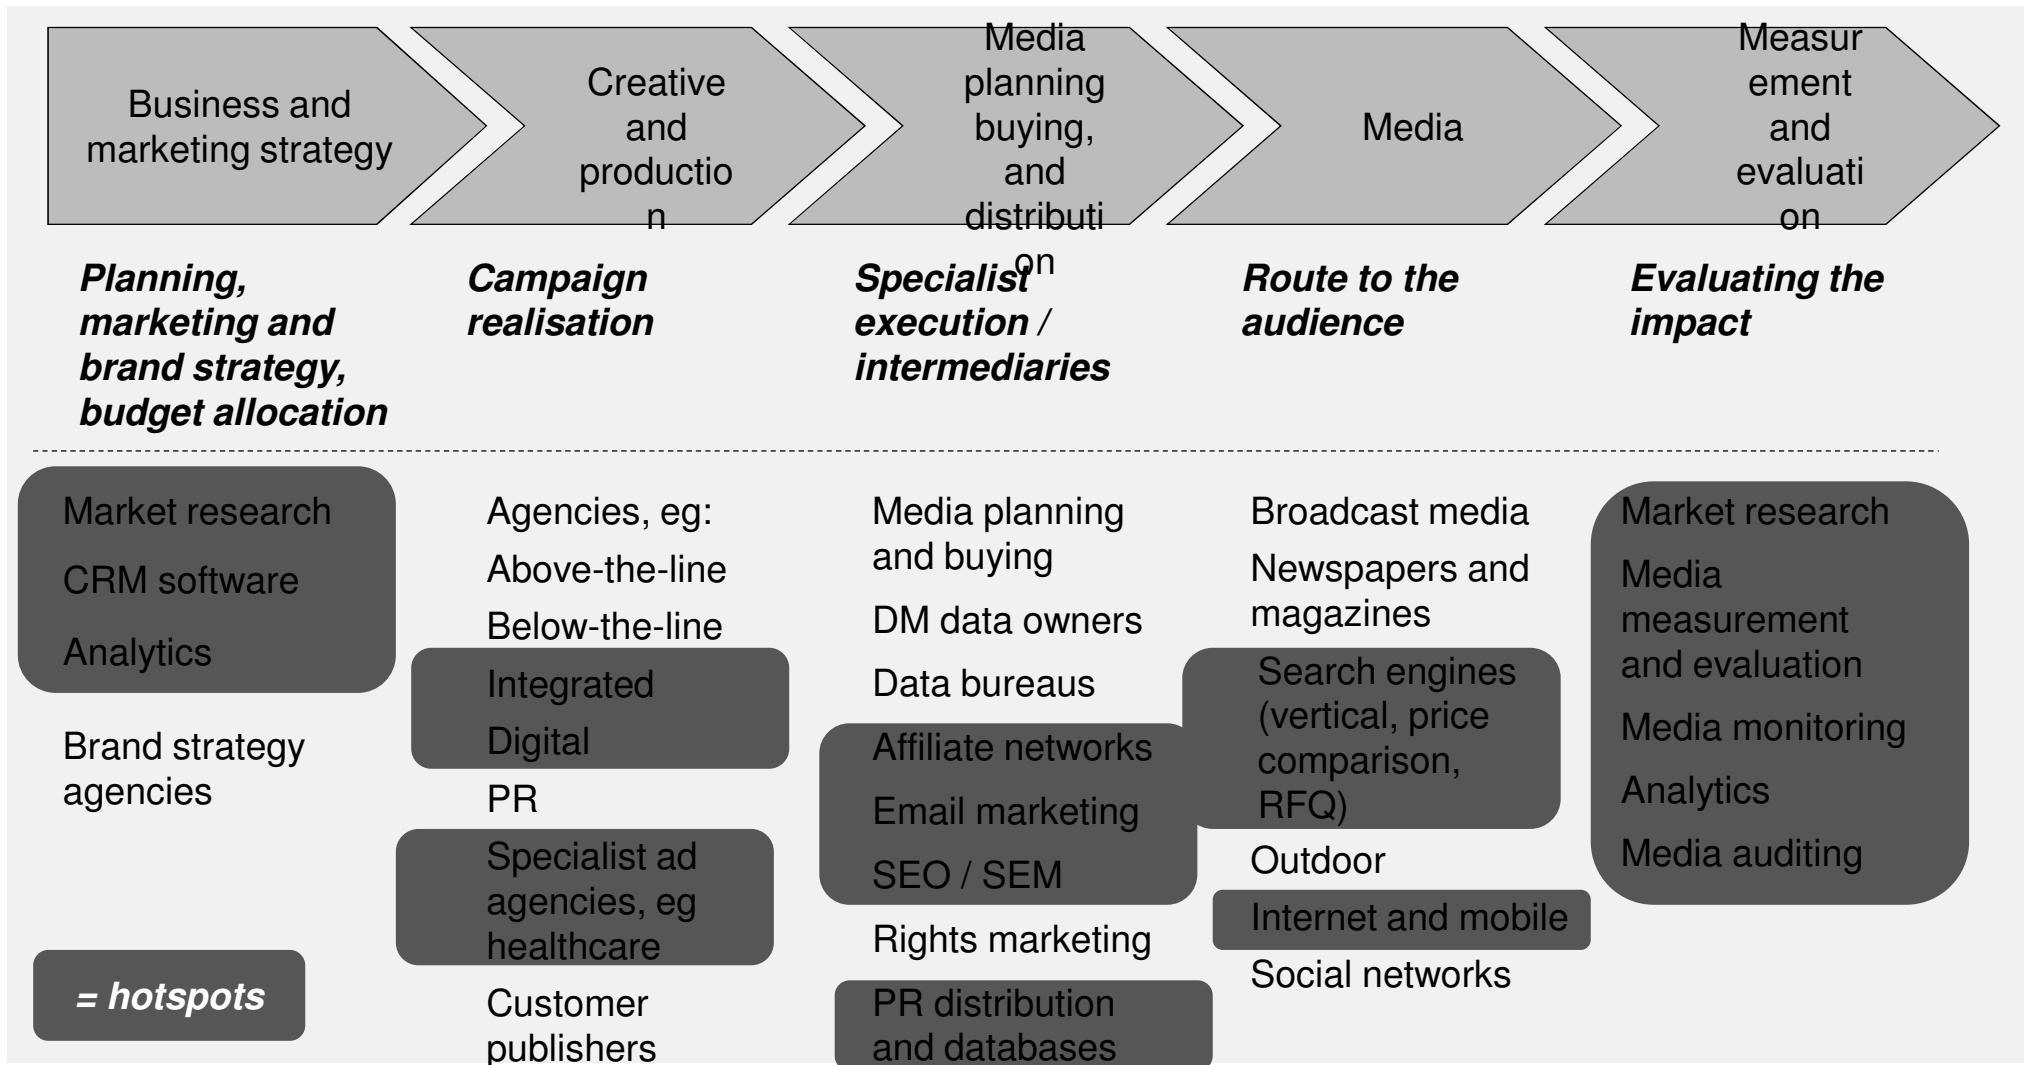 Business and
marketing strategy
Creative
and
productio
n
Media
planning
buying,
and
distributi
on
Media
Measur
ement
and
evaluati
on
Planning,
marketing and
brand strategy,
budget allocation
Campaign
realisation
Specialist
execution /
intermediaries
Route to the
audience
Evaluating the
impact
Market research
CRM software
Analytics
Brand strategy
agencies
= hotspots
Agencies, eg:
Above-the-line
Below-the-line
Integrated
Digital
PR
Specialist ad
agencies, eg
healthcare
Customer
publishers
Media planning
and buying
DM data owners
Data bureaus
Affiliate networks
Email marketing
SEO / SEM
Rights marketing
PR distribution
and databases
Broadcast media
Newspapers and
magazines
Search engines
(vertical, price
comparison,
RFQ)
Outdoor
Internet and mobile
Social networks
Market research
Media
measurement
and evaluation
Media monitoring
Analytics
Media auditing